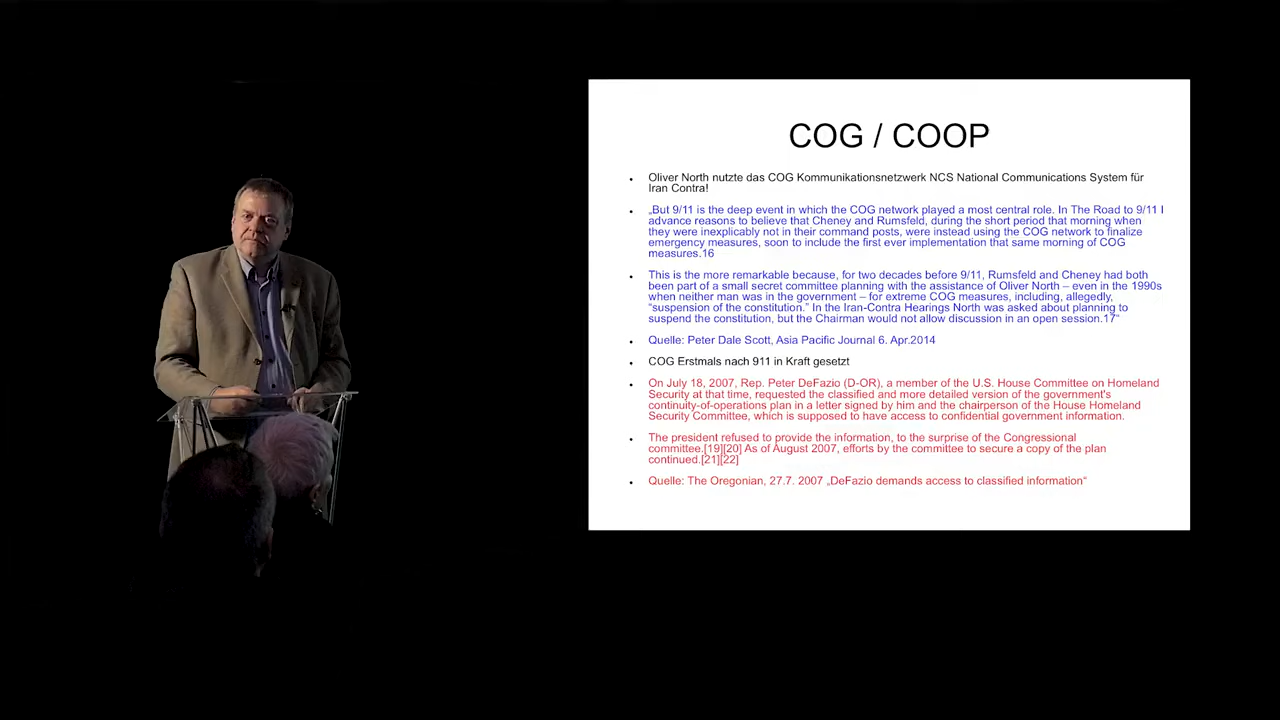 COG / COOP
Oliver North nutzte das COG Kommunikationsnetzwerk NCS National Communications System für
Iran Contra!
„But 9/11 is the deep event in which the COG network played a most central role. In The Road to 9/11 I
advance reasons to believe that Cheney and Rumsfeld, during the short period that morning when
they were inexplicably not in their command posts, were instead using the COG network to finalize
emergency measures, soon to include the first ever implementation that same morning of COG
measures.16
This is the more remarkable because, for two decades before 9/11, Rumsfeld and Cheney had both
been part of a small secret committee planning with the assistance of Oliver North – even in the 1990s
when neither man was in the government – for extreme COG measures, including, allegedly,
“suspension of the constitution.” In the Iran-Contra Hearings North was asked about planning to
suspend the constitution, but the Chairman would not allow discussion in an open session.17“
Quelle: Peter Dale Scott, Asia Pacific Journal 6. Apr.2014
COG Erstmals nach 911 in Kraft gesetzt
On July 18, 2007, Rep. Peter DeFazio (D-OR), a member of the U.S. House Committee on Homeland
Security at that time, requested the classified and more detailed version of the government's
continuity-of-operations plan in a letter signed by him and the chairperson of the House Homeland
Security Committee, which is supposed to have access to confidential government information.
The president refused to provide the information, to the surprise of the Congressional
committee.[19][20] As of August 2007, efforts by the committee to secure a copy of the plan
continued.[21][22]
Quelle: The Oregonian, 27.7. 2007 „DeFazio demands access to classified information“